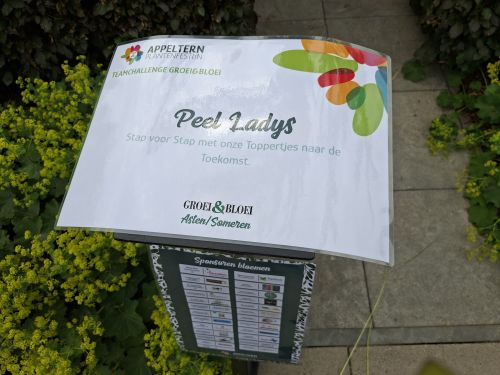 APPELTERN
PLANTENFESTIJN
TEAMCHALLENGE GROEI&BLOEI
Peel Ladys
Stap voor Stap met onze Toppertjes naar de
Toekomst.
GROEI&BLOEI
Asten/Someren
Sponsoren bloemen